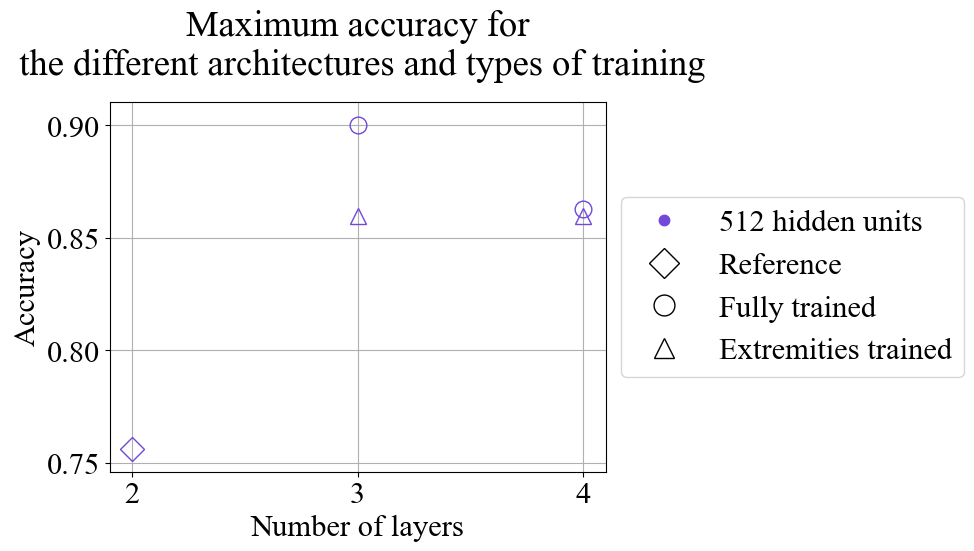 Maximum accuracy for
the different architectures and types of training
0.90
0.85
0.80
0.75
Accuracy
2 3 4
Number of layers
512 hidden units
Reference
Fully trained
Extremities trained